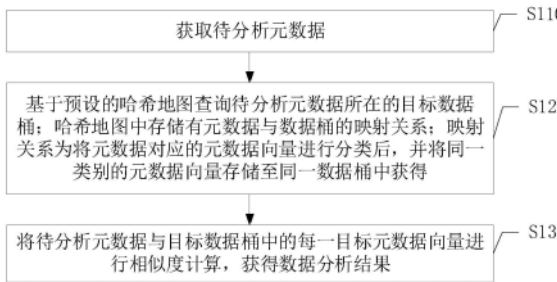 获取待分析元数据
S110
基于预设的哈希地图查询待分析元数据所在的目标数据
桶；哈希地图中存储有元数据与数据桶的映射关系；映射
关系为将元数据对应的元数据向量进行分类后，并将同一
类别的元数据向量存储至同一数据桶中获得
S12
将待分析元数据与目标数据桶中的每一目标元数据向量进
行相似度计算，获得数据分析结果
S13